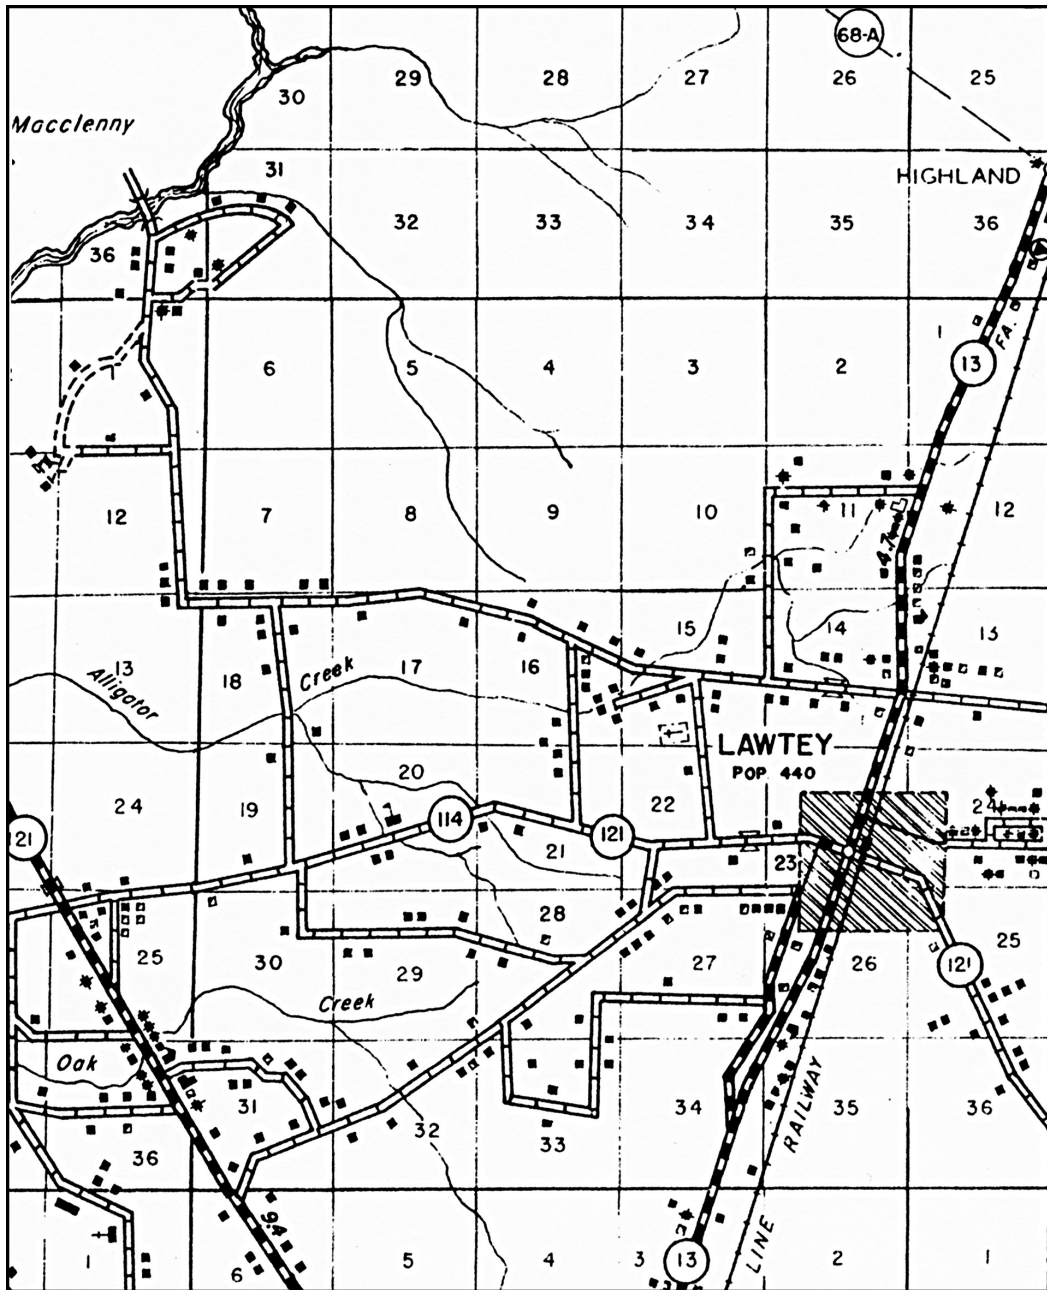 68-A
29 28 27 26 25
30
Macclenny
31
HIGHLAND
32 33 34 35 36
36
1
FA.
13
6 5 4 3 2
1
12 7 8 9 10 11 12
4.7
13 18 Alligator Creek 17 16 15 14 13
LAWTEY
POP. 440
20
24 19 22 24
114
121 121
21
23
28
25 30 29 27 26 25
121
Creek
Oak
31 32 33 34 35 36
RAILWAY
36
9.4
LINE
1 6 5 4 3 13 2 1